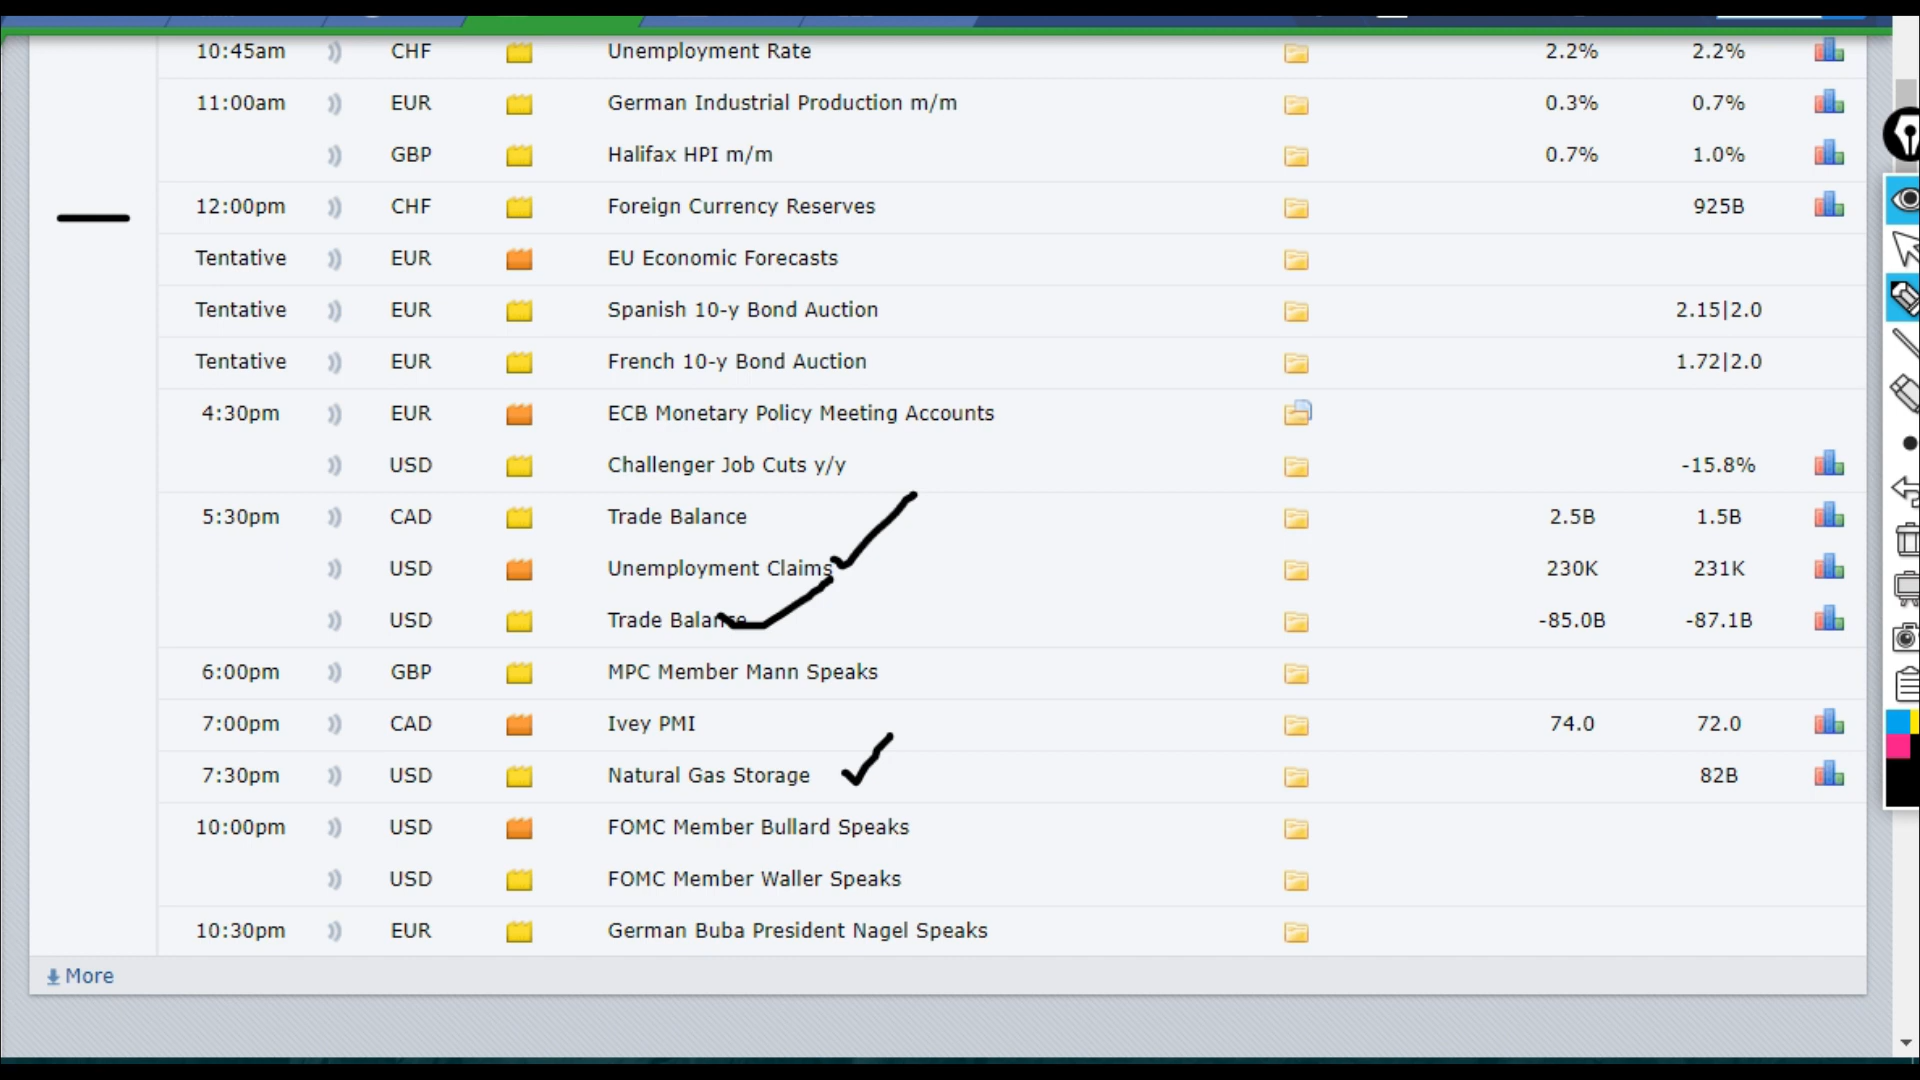 10:45am CHF Unemployment Rate 2.2% 2.2%
11:00am EUR German Industrial Production m/m 0.3% 0.7%
GBP Halifax HPI m/m 0.7% 1.0%
12:00pm CHF Foreign Currency Reserves 925B
Tentative EUR EU Economic Forecasts
Tentative EUR Spanish 10-y Bond Auction 2.15|2.0
Tentative EUR French 10-y Bond Auction 1.72|2.0
4:30pm EUR ECB Monetary Policy Meeting Accounts
USD Challenger Job Cuts y/y -15.8%
5:30pm CAD Trade Balance 2.5B 1.5B
USD Unemployment Claims 230K 231K
USD Trade Balance -85.0B -87.1B
6:00pm GBP MPC Member Mann Speaks
7:00pm CAD Ivey PMI 74.0 72.0
7:30pm USD Natural Gas Storage 82B
10:00pm USD FOMC Member Bullard Speaks
USD FOMC Member Waller Speaks
10:30pm EUR German Buba President Nagel Speaks
More